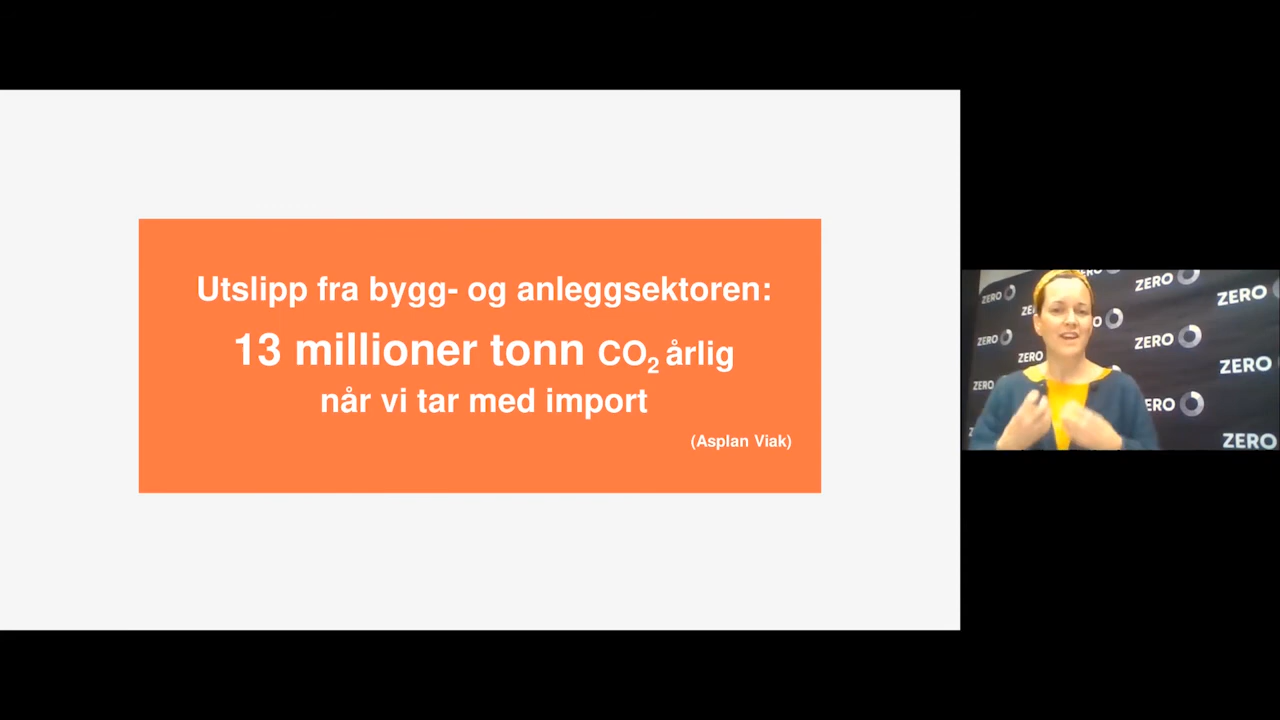 Utslipp fra bygg- og anleggsektoren:
13 millioner tonn CO₂ årlig
når vi tar med import
(Asplan Viak)
ZERO
ZERO
ZERO
ZERO
ZERO
ZERO
ZERO
ZERO
ZERO